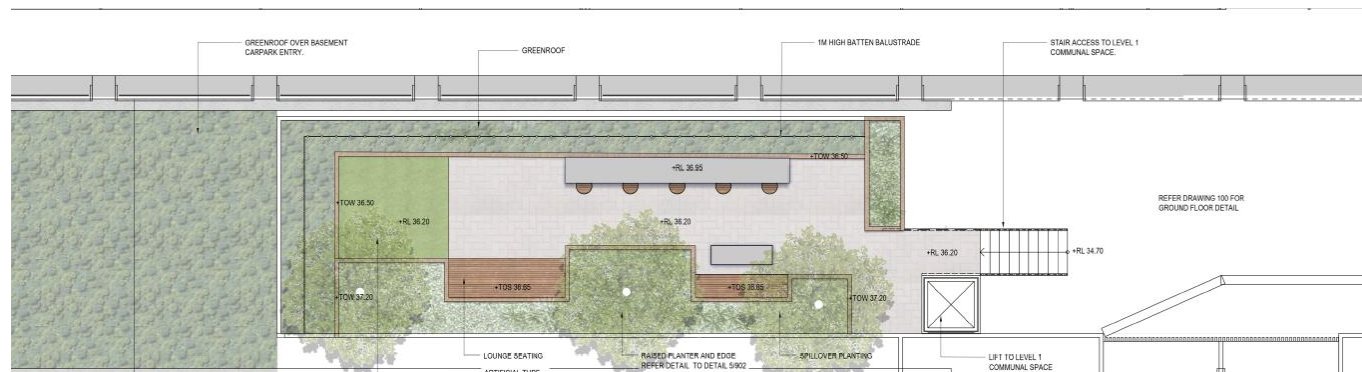 GREENROOF OVER BASEMENT
CARPARK ENTRY.
GREENROOF
1M HIGH BATTEN BALUSTRADE
STAIR ACCESS TO LEVEL 1
COMMUNAL SPACE.
+TOW 36.50
+RL 36.95
REFER DRAWING 100 FOR
GROUND FLOOR DETAIL
+TOW 36.50
+RL 36.20
+RL 36.20
+RL 36.20
+RL 34.70
+TOS 36.65
+TOS 36.65
+TOW 37.20
+TOW 37.20
LOUNGE SEATING
RAISED PLANTER AND EDGE
REFER DETAIL TO DETAIL 5/902
SPILLOVER PLANTING
LIFT TO LEVEL 1
COMMUNAL SPACE
ARTIFICIAL TURF